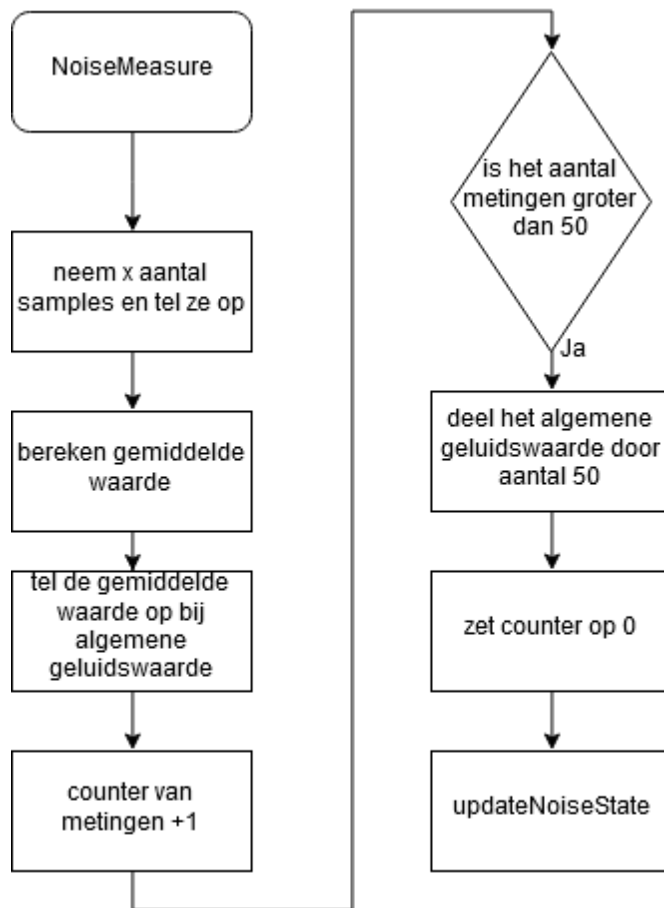 NoiseMeasure
neem x aantal
samples en tel ze op
bereken gemiddelde
waarde
tel de gemiddelde
waarde op bij
algemene
geluidswaarde
counter van
metingen +1
is het aantal
metingen groter
dan 50
Ja
deel het algemene
geluidswaarde door
aantal 50
zet counter op 0
updateNoiseState